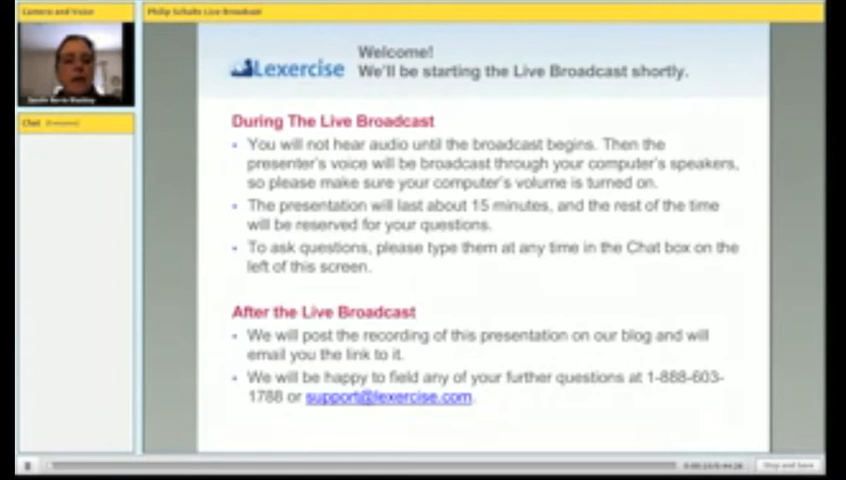 Camera and Voice
Philip Schultz Live Broadcast
Lexercise
Welcome!
We'll be starting the Live Broadcast shortly.
Chat
During The Live Broadcast
• You will not hear audio until the broadcast begins. Then the
presenter's voice will be broadcast through your computer's speakers,
so please make sure your computer's volume is turned on.
• The presentation will last about 15 minutes, and the rest of the time
will be reserved for your questions.
• To ask questions, please type them at any time in the Chat box on the
left of this screen.
After the Live Broadcast
• We will post the recording of this presentation on our blog and will
email you the link to it.
• We will be happy to field any of your further questions at 1-888-603-
1788 or support@lexercise.com.
Stop and Save